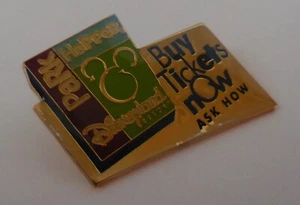 PARK
HOPPER
Disneyland
Buy
Tickets
now
ASK HOW